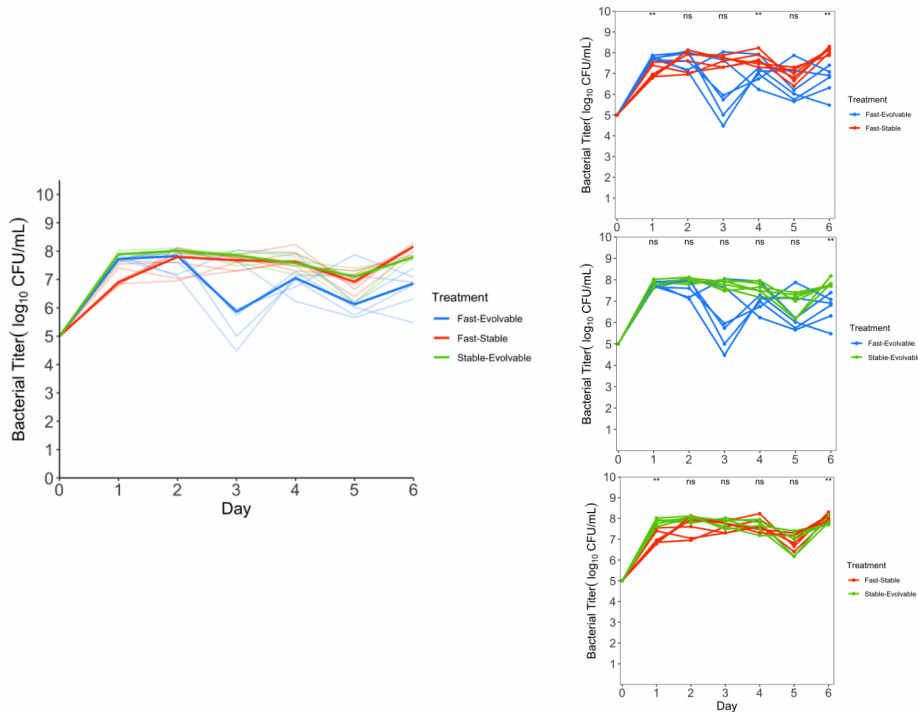 Bacterial Titer( log10 CFU/mL)
10
9
8
7
6
5
4
3
2
1
0
0 1 2 3 4 5 6
Day
Treatment
Fast-Evolvable
Fast-Stable
Stable-Evolvable
Bacterial Titer( log10 CFU/mL)
** ns ns ** ns **
10
9
8
7
6
5
4
3
2
1
0 1 2 3 4 5 6
Treatment
Fast-Evolvable
Fast-Stable
Bacterial Titer( log10 CFU/mL)
ns ns ns ns ns **
10
9
8
7
6
5
4
3
2
1
0 1 2 3 4 5 6
Treatment
Fast-Evolvable
Stable-Evolvable
Bacterial Titer( log10 CFU/mL)
** ns ns ns ns **
10
9
8
7
6
5
4
3
2
1
0 1 2 3 4 5 6
Day
Treatment
Fast-Stable
Stable-Evolvable